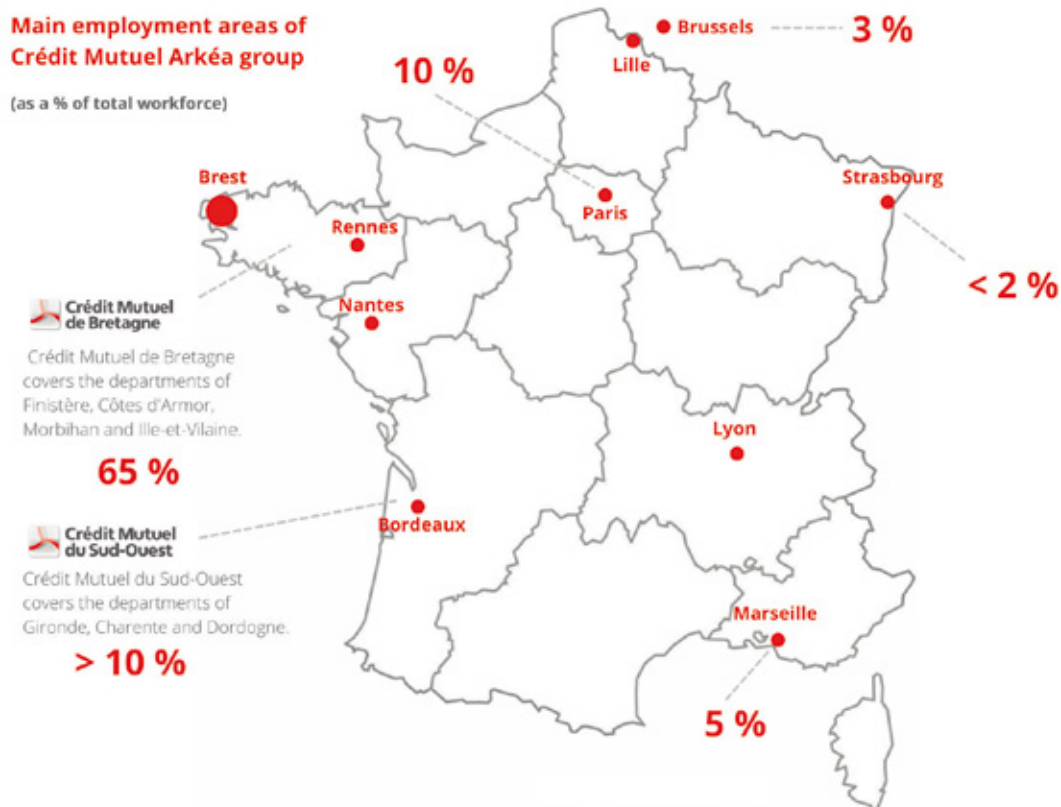 Main employment areas of
Crédit Mutuel Arkéa group
(as a % of total workforce)
Brussels
3 %
Lille
10 %
Brest
Strasbourg
Paris
Rennes
< 2 %
Nantes
Crédit Mutuel
de Bretagne
Crédit Mutuel de Bretagne
covers the departments of
Finistère, Côtes d'Armor,
Morbihan and Ille-et-Vilaine.
65 %
Lyon
Bordeaux
Crédit Mutuel
du Sud-Ouest
Crédit Mutuel du Sud-Ouest
covers the departments of
Gironde, Charente and Dordogne.
> 10 %
Marseille
5 %